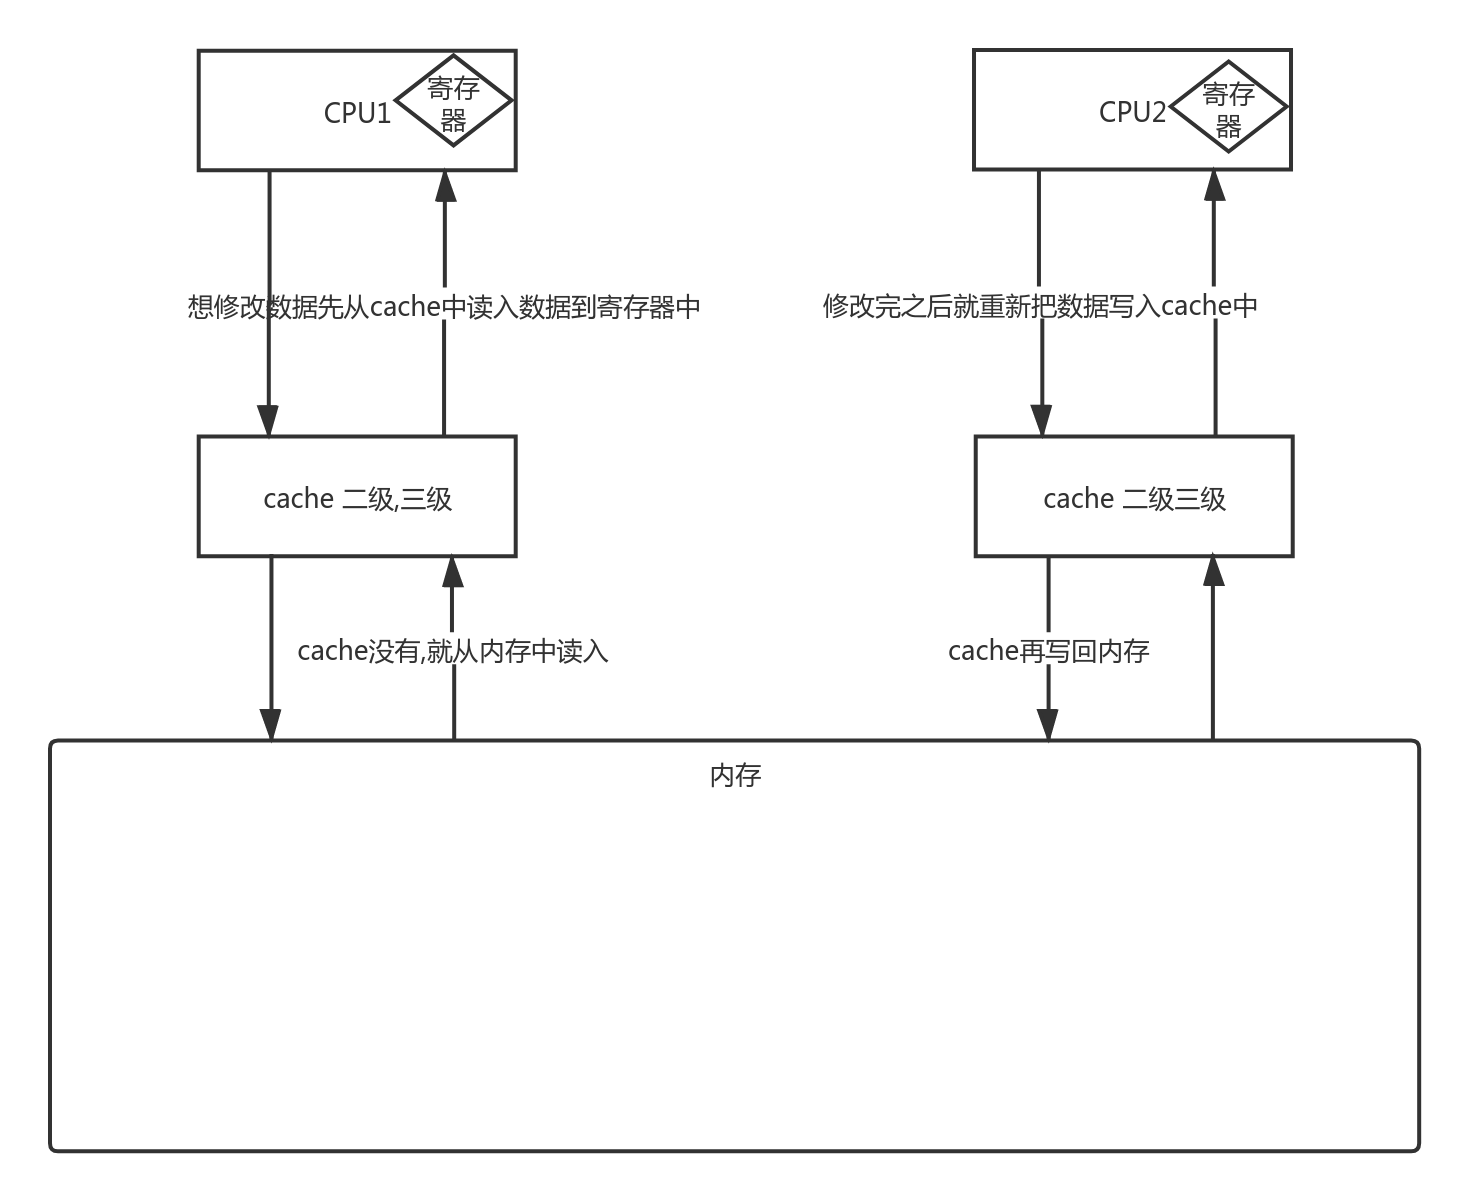 CPU1
寄存
器
CPU2
寄存
器
想修改数据先从cache中读入数据到寄存器中
修改完之后就重新把数据写入cache中
cache 二级,三级
cache 二级三级
cache没有,就从内存中读入
cache再写回内存
内存